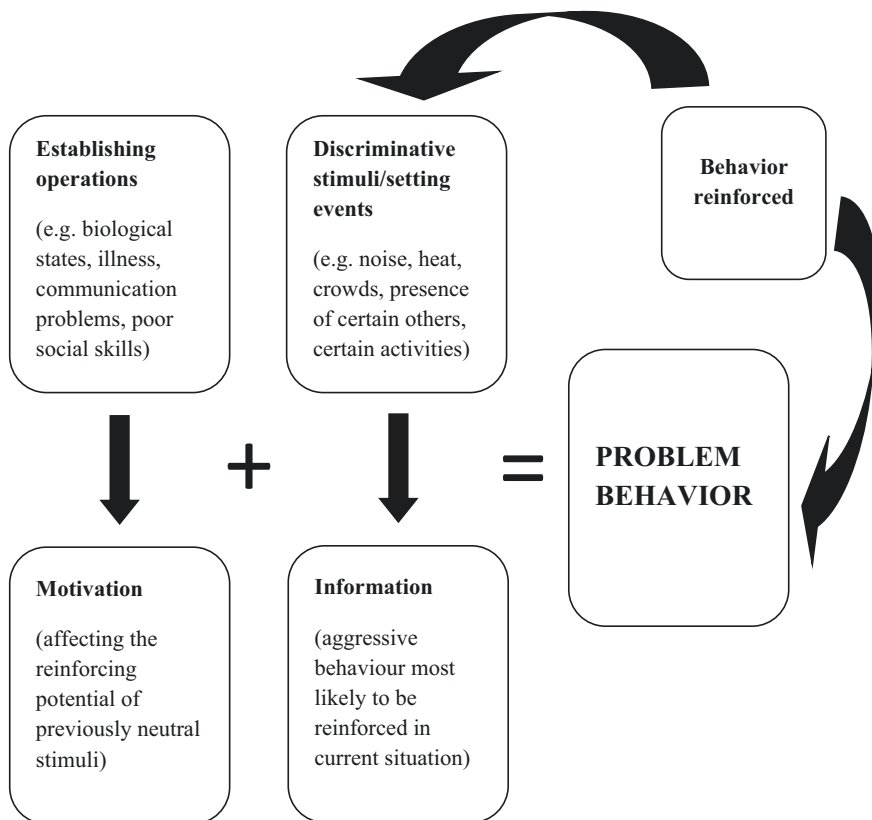 Establishing
operations
(e.g. biological
states, illness,
communication
problems, poor
social skills)
Discriminative
stimuli/setting
events
(e.g. noise, heat,
crowds, presence
of certain others,
certain activities)
Behavior
reinforced
+
=
PROBLEM
BEHAVIOR
Motivation
(affecting the
reinforcing
potential of
previously neutral
stimuli)
Information
(aggressive
behaviour most
likely to be
reinforced in
current situation)